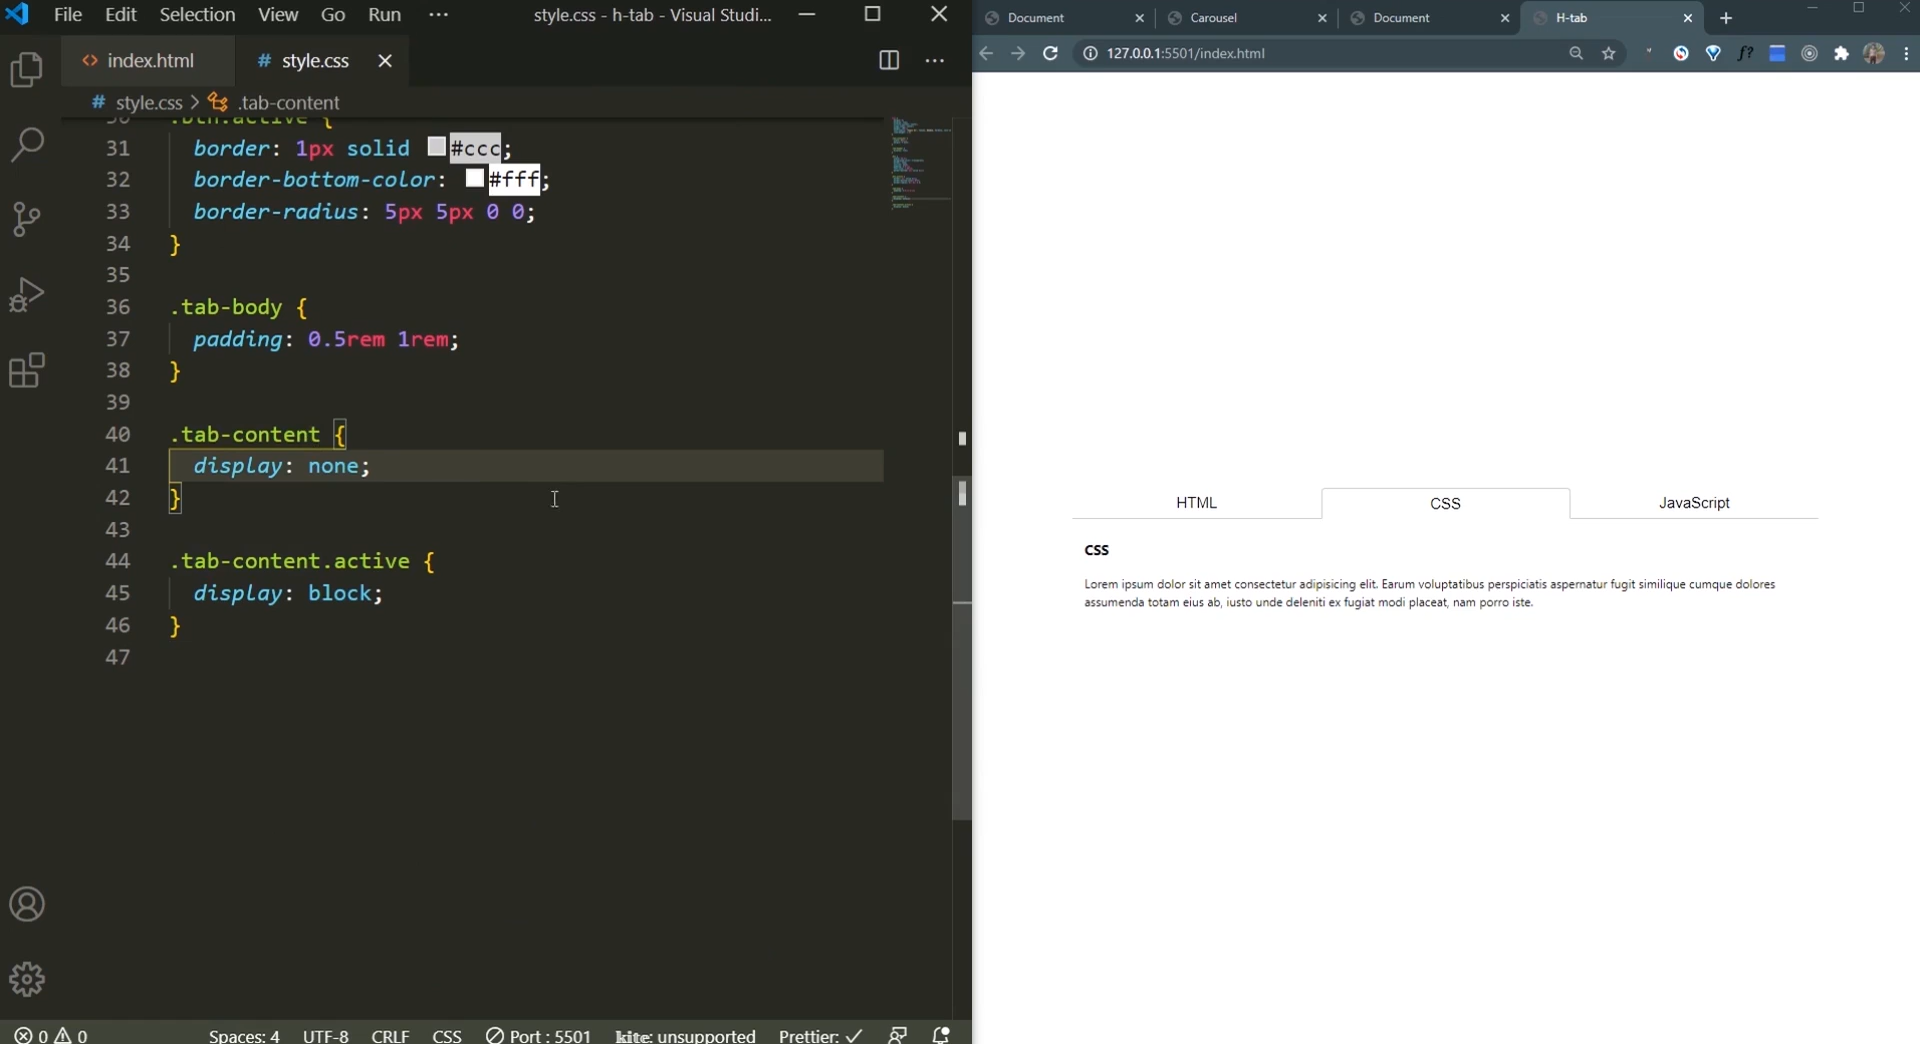 File Edit Selection View Go Run ··· style.css - h-tab - Visual Studi...
index.html # style.css
# style.css > .tab-content
30 .btn.active {
31 border: 1px solid #ccc;
32 border-bottom-color: #fff;
33 border-radius: 5px 5px 0 0;
34 }
35
36 .tab-body {
37 padding: 0.5rem 1rem;
38 }
39
40 .tab-content {
41 display: none;
42 }
43
44 .tab-content.active {
45 display: block;
46 }
47
0 0 Spaces: 4 UTF-8 CRLF CSS Port : 5501 kite: unsupported Prettier: ✓
Document Carousel Document H-tab
127.0.0.1:5501/index.html
f?
HTML CSS JavaScript
CSS
Lorem ipsum dolor sit amet consectetur adipisicing elit. Earum voluptatibus perspiciatis aspernatur fugit similique cumque dolores
assumenda totam eius ab, iusto unde deleniti ex fugiat modi placeat, nam porro iste.